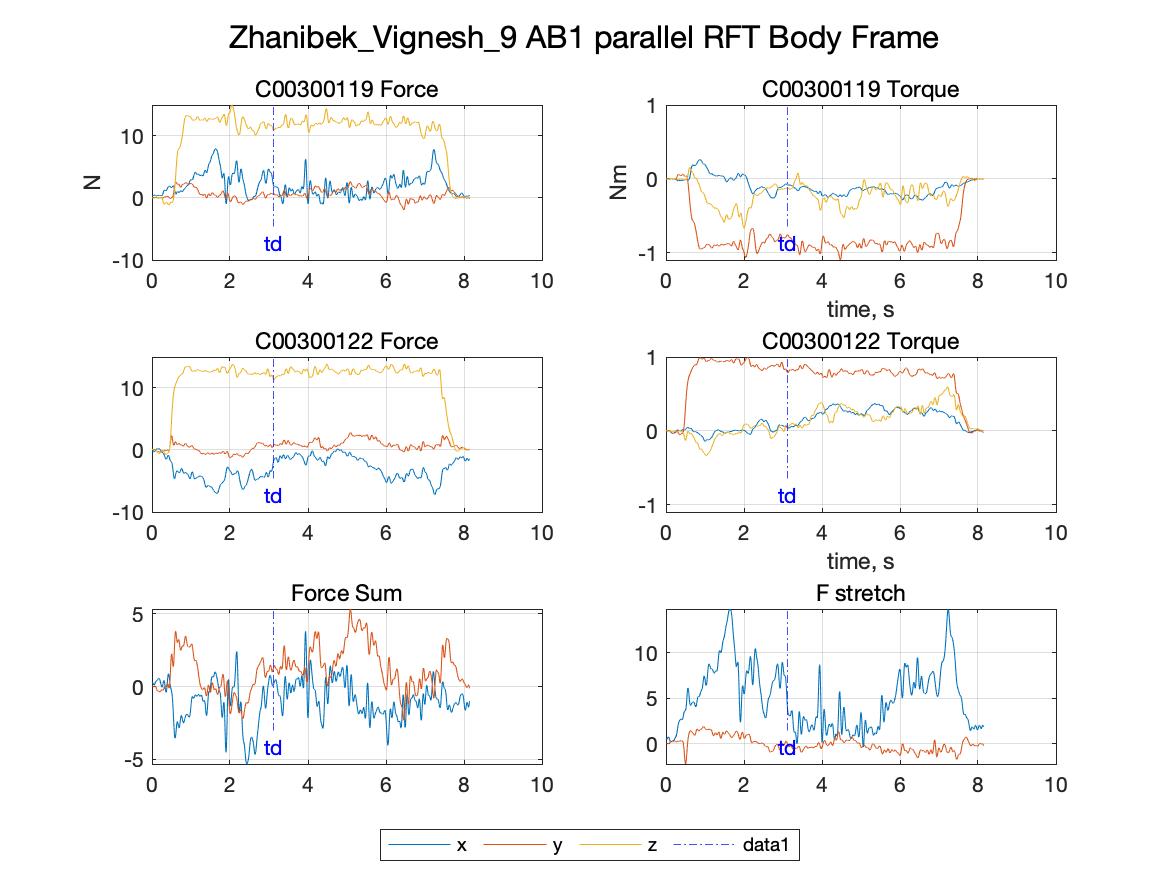 Zhanibek_Vignesh_9 AB1 parallel RFT Body Frame
C00300119 Force
N
10
0
-10
td
0 2 4 6 8 10
C00300119 Torque
Nm
1
0
-1
td
0 2 4 6 8 10
time, s
C00300122 Force
10
0
-10
td
0 2 4 6 8 10
C00300122 Torque
1
0
-1
td
0 2 4 6 8 10
time, s
Force Sum
5
0
-5
td
0 2 4 6 8 10
F stretch
10
5
0
td
0 2 4 6 8 10
x y z data1